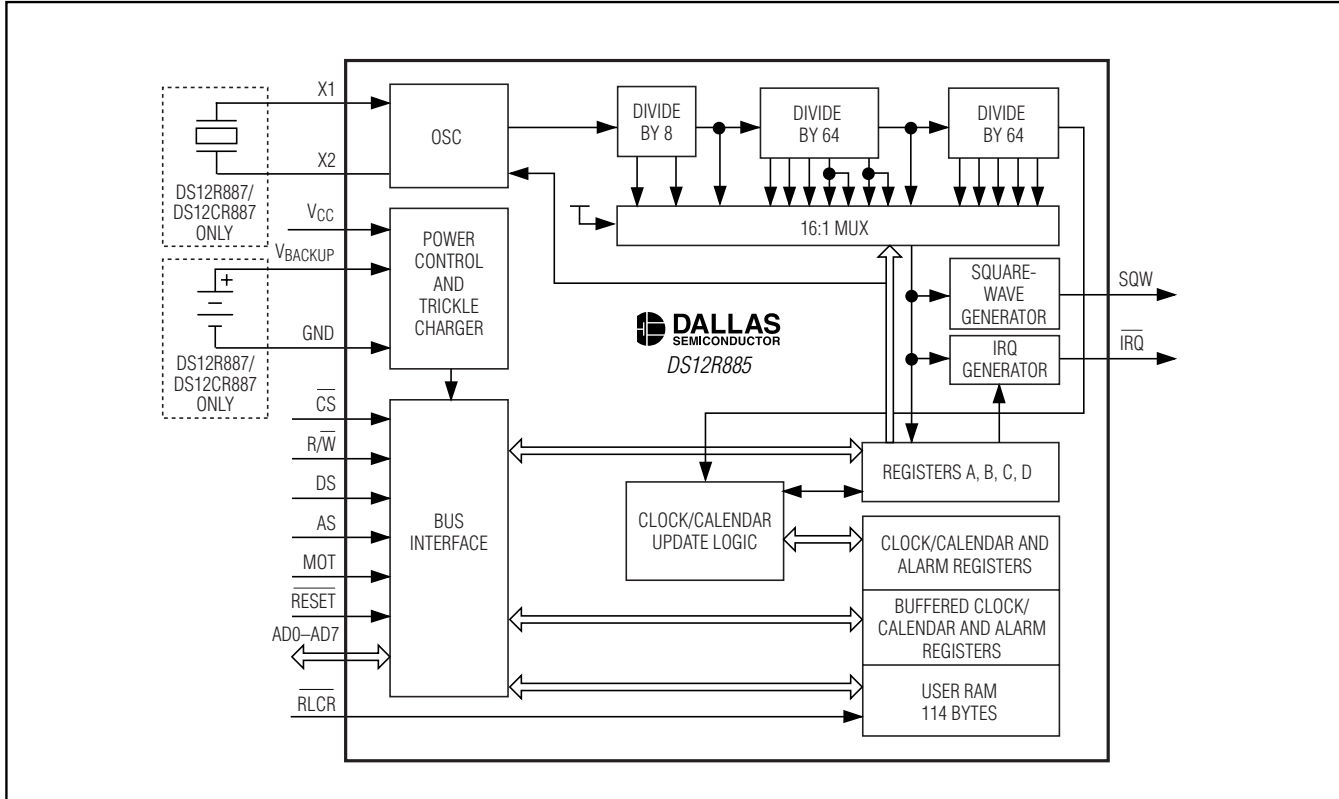 X1
X2
DS12R887/
DS12CR887
ONLY
VCC
VBACKUP
+
GND
DS12R887/
DS12CR887
ONLY
CS
R/W
DS
AS
MOT
RESET
AD0–AD7
RLCR
OSC
POWER
CONTROL
AND
TRICKLE
CHARGER
BUS
INTERFACE
DIVIDE
BY 8
DIVIDE
BY 64
DIVIDE
BY 64
16:1 MUX
DALLAS
SEMICONDUCTOR
DS12R885
SQUARE-
WAVE
GENERATOR
SQW
IRQ
GENERATOR
IRQ
REGISTERS A, B, C, D
CLOCK/CALENDAR
UPDATE LOGIC
CLOCK/CALENDAR AND
ALARM REGISTERS
BUFFERED CLOCK/
CALENDAR AND ALARM
REGISTERS
USER RAM
114 BYTES